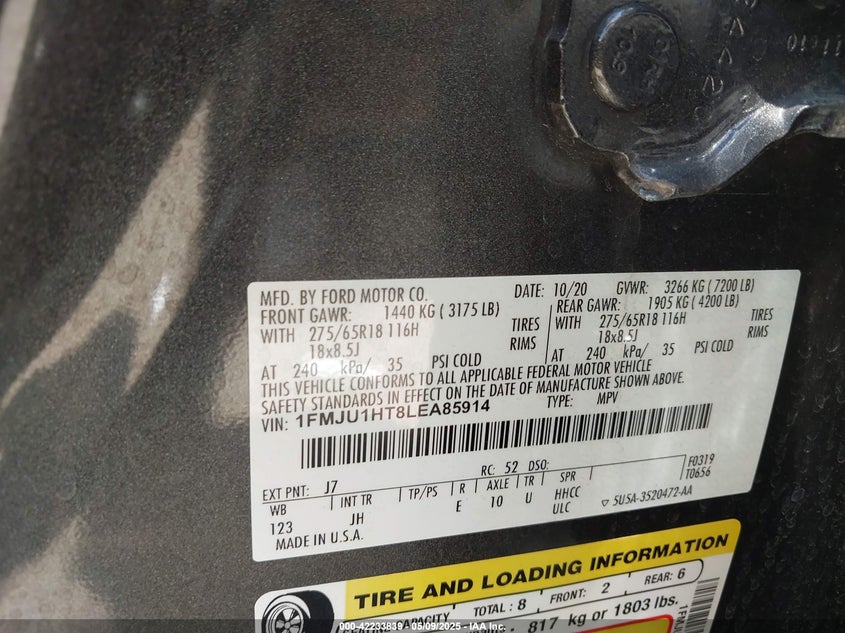 MFD. BY FORD MOTOR CO.
DATE: 10/20 GVWR: 3266 KG ( 7200 LB)
FRONT GAWR: 1440 KG ( 3175 LB) REAR GAWR: 1905 KG ( 4200 LB)
WITH 275/65R18 116H TIRES WITH 275/65R18 116H TIRES
18x8.5J RIMS 18x8.5J RIMS
AT 240 kPa/ 35 PSI COLD AT 240 kPa/ 35 PSI COLD
THIS VEHICLE CONFORMS TO ALL APPLICABLE FEDERAL MOTOR VEHICLE
SAFETY STANDARDS IN EFFECT ON THE DATE OF MANUFACTURE SHOWN ABOVE.
VIN: 1FMJU1HT8LEA85914 TYPE: MPV
F0319
RC: 52 DSO: T0656
EXT PNT: J7
WB INT TR TP/PS R AXLE TR SPR
123 JH E 10 U HHCC
ULC
▽ 5U5A-3520472-AA
MADE IN U.S.A.
TIRE AND LOADING INFORMATION
TOTAL : 8 FRONT: 2 REAR: 6
817 kg or 1803 lbs.
000-42233839 - 05/09/2025 - IAA Inc.